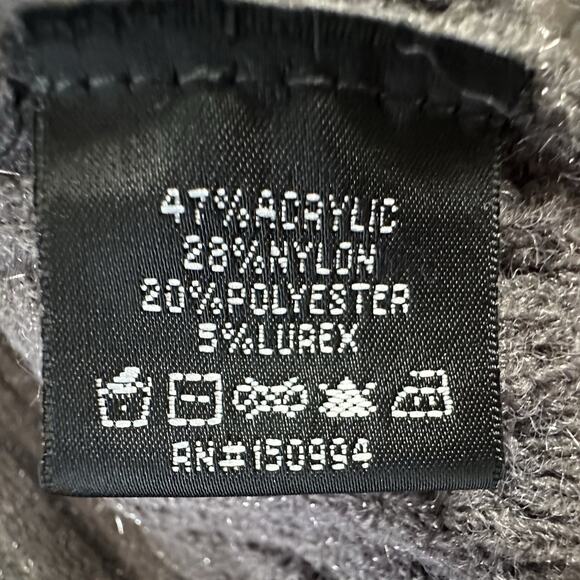 47%ACRYLIC
28%NYLON
20%POLYESTER
5%LUREX
RN#150994